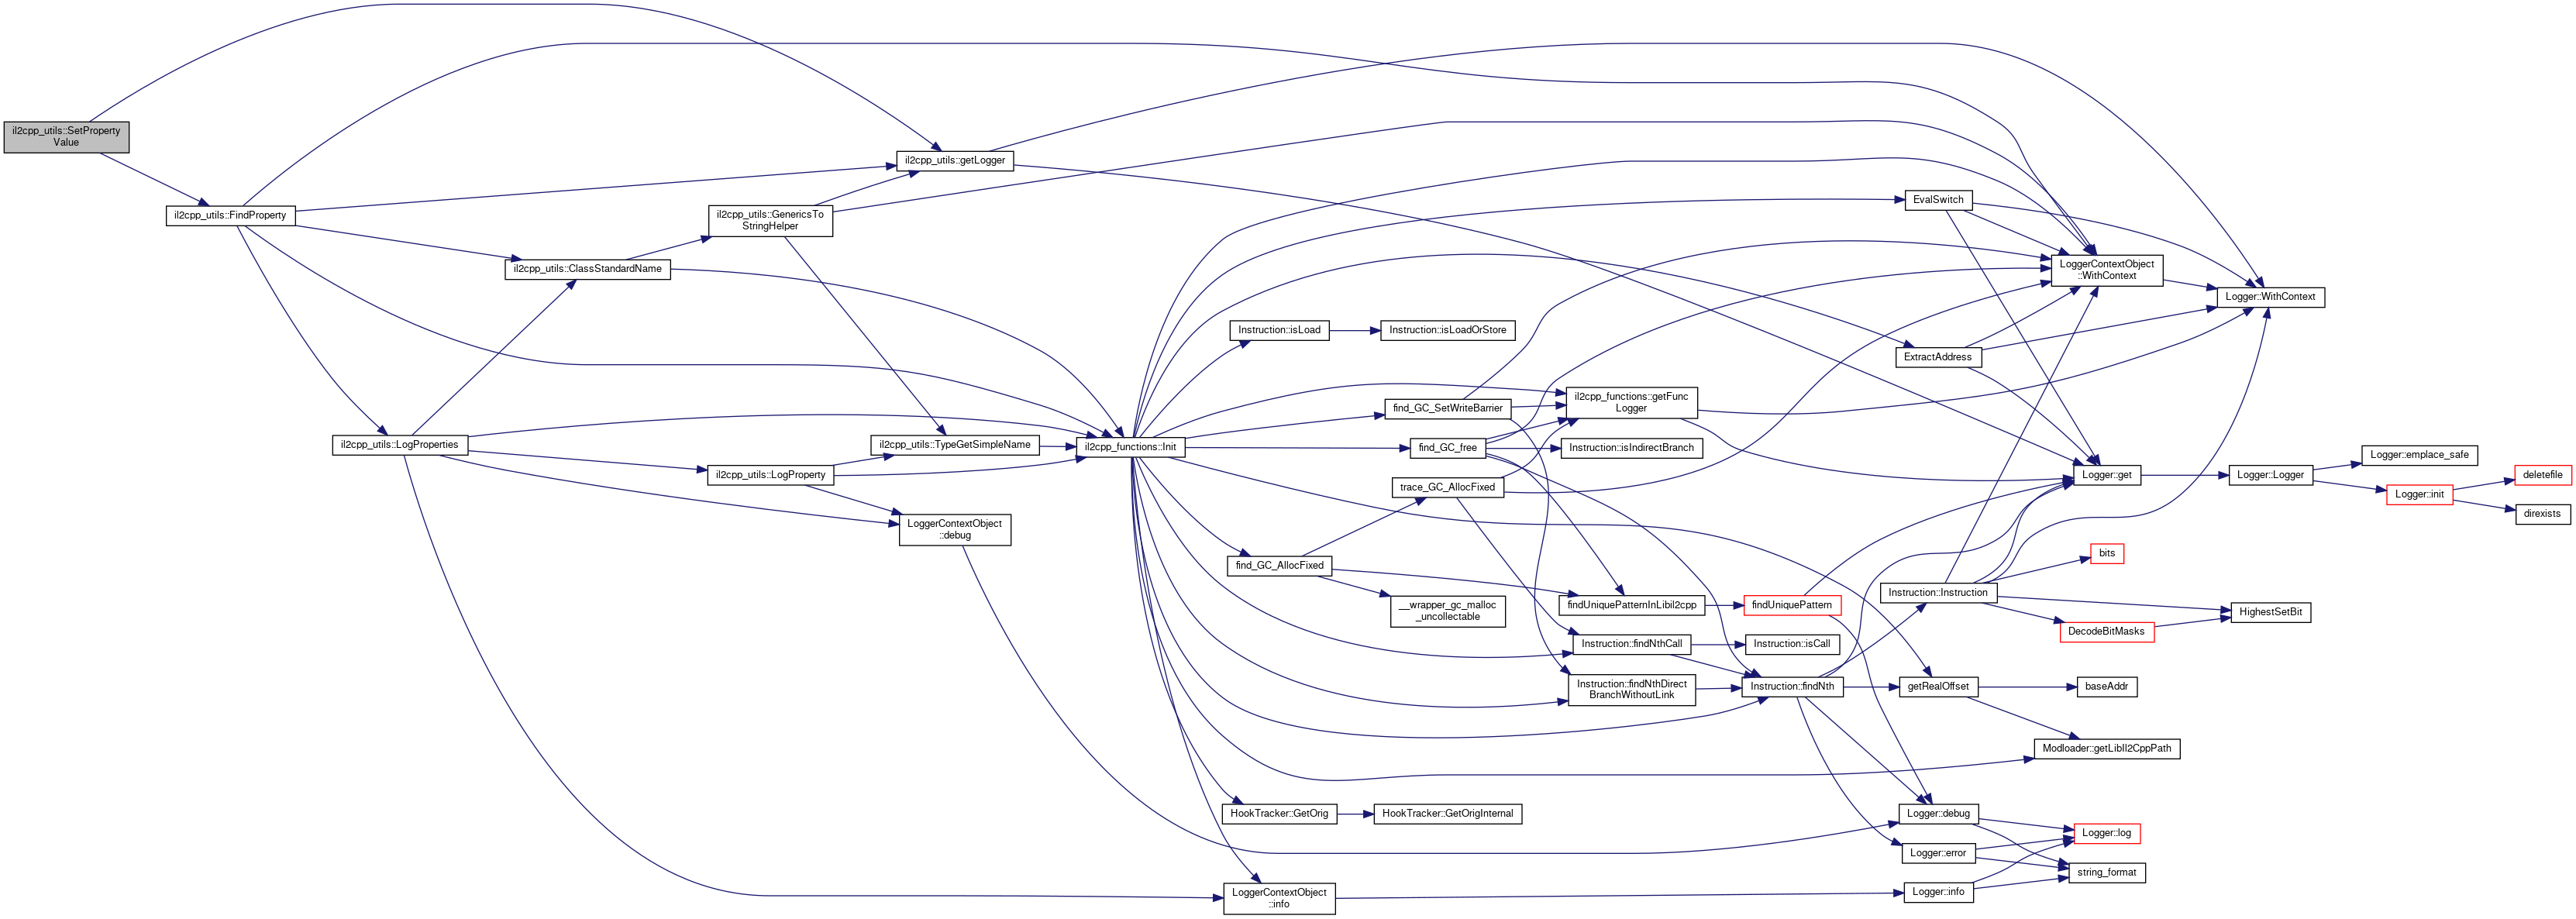 il2cpp_utils::SetProperty
Value
il2cpp_utils::FindProperty
il2cpp_utils::LogProperties
il2cpp_utils::ClassStandardName
il2cpp_utils::GenericsTo
StringHelper
il2cpp_utils::LogProperty
il2cpp_utils::getLogger
il2cpp_utils::TypeGetSimpleName
LoggerContextObject
::debug
il2cpp_functions::Init
Instruction::isLoad
find_GC_AllocFixed
HookTracker::GetOrig
LoggerContextObject
::info
Instruction::isLoadOrStore
find_GC_SetWriteBarrier
find_GC_free
trace_GC_AllocFixed
__wrapper_gc_malloc
_uncollectable
HookTracker::GetOrigInternal
il2cpp_functions::getFunc
Logger
Instruction::isIndirectBranch
findUniquePatternInLibil2cpp
Instruction::findNthCall
Instruction::findNthDirect
BranchWithoutLink
findUniquePattern
Instruction::isCall
Instruction::findNth
EvalSwitch
ExtractAddress
Instruction::Instruction
getRealOffset
Logger::debug
Logger::error
Logger::info
LoggerContextObject
::WithContext
Logger::get
bits
DecodeBitMasks
baseAddr
Modloader::getLibIl2CppPath
Logger::log
string_format
Logger::WithContext
Logger::Logger
HighestSetBit
Logger::emplace_safe
Logger::init
deletefile
direxists